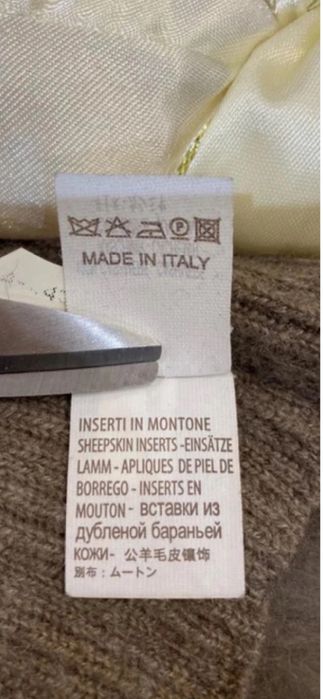 MADE IN ITALY
INSERTI IN MONTONE
SHEEPSKIN INSERTS -EINSÄTZE
LAMM - APLIQUES DE PIEL DE
BORREGO - INSERTS EN
MOUTON - вставки из
дубленой бараньей
кожи- 公羊毛皮镶饰
別布：ムートン